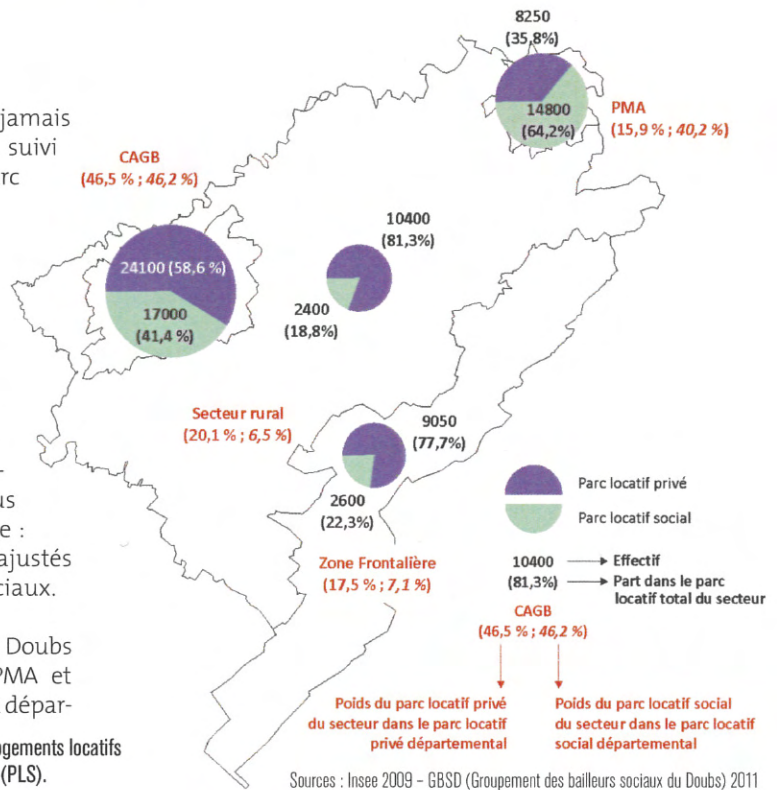 jamais
suivi
arc
us
e :
ajustés
ciaux.
Doubs
PMA et
dépar-
ogements locatifs
(PLS).
8250
(35,8%)
14800
(64,2%)
PMA
(15,9 % ; 40,2 %)
CAGB
(46,5 % ; 46,2 %)
24100 (58,6 %)
17000
(41,4 %)
10400
(81,3%)
2400
(18,8%)
Secteur rural
(20,1 % ; 6,5 %)
9050
(77,7%)
2600
(22,3%)
Zone Frontalière
(17,5 % ; 7,1 %)
Parc locatif privé
Parc locatif social
10400 Effectif
(81,3%) Part dans le parc
locatif total du secteur
CAGB
(46,5 % ; 46,2 %)
Poids du parc locatif privé
du secteur dans le parc locatif
privé départemental
Poids du parc locatif social
du secteur dans le parc locatif
social départemental
Sources : Insee 2009 – GBSD (Groupement des bailleurs sociaux du Doubs) 2011